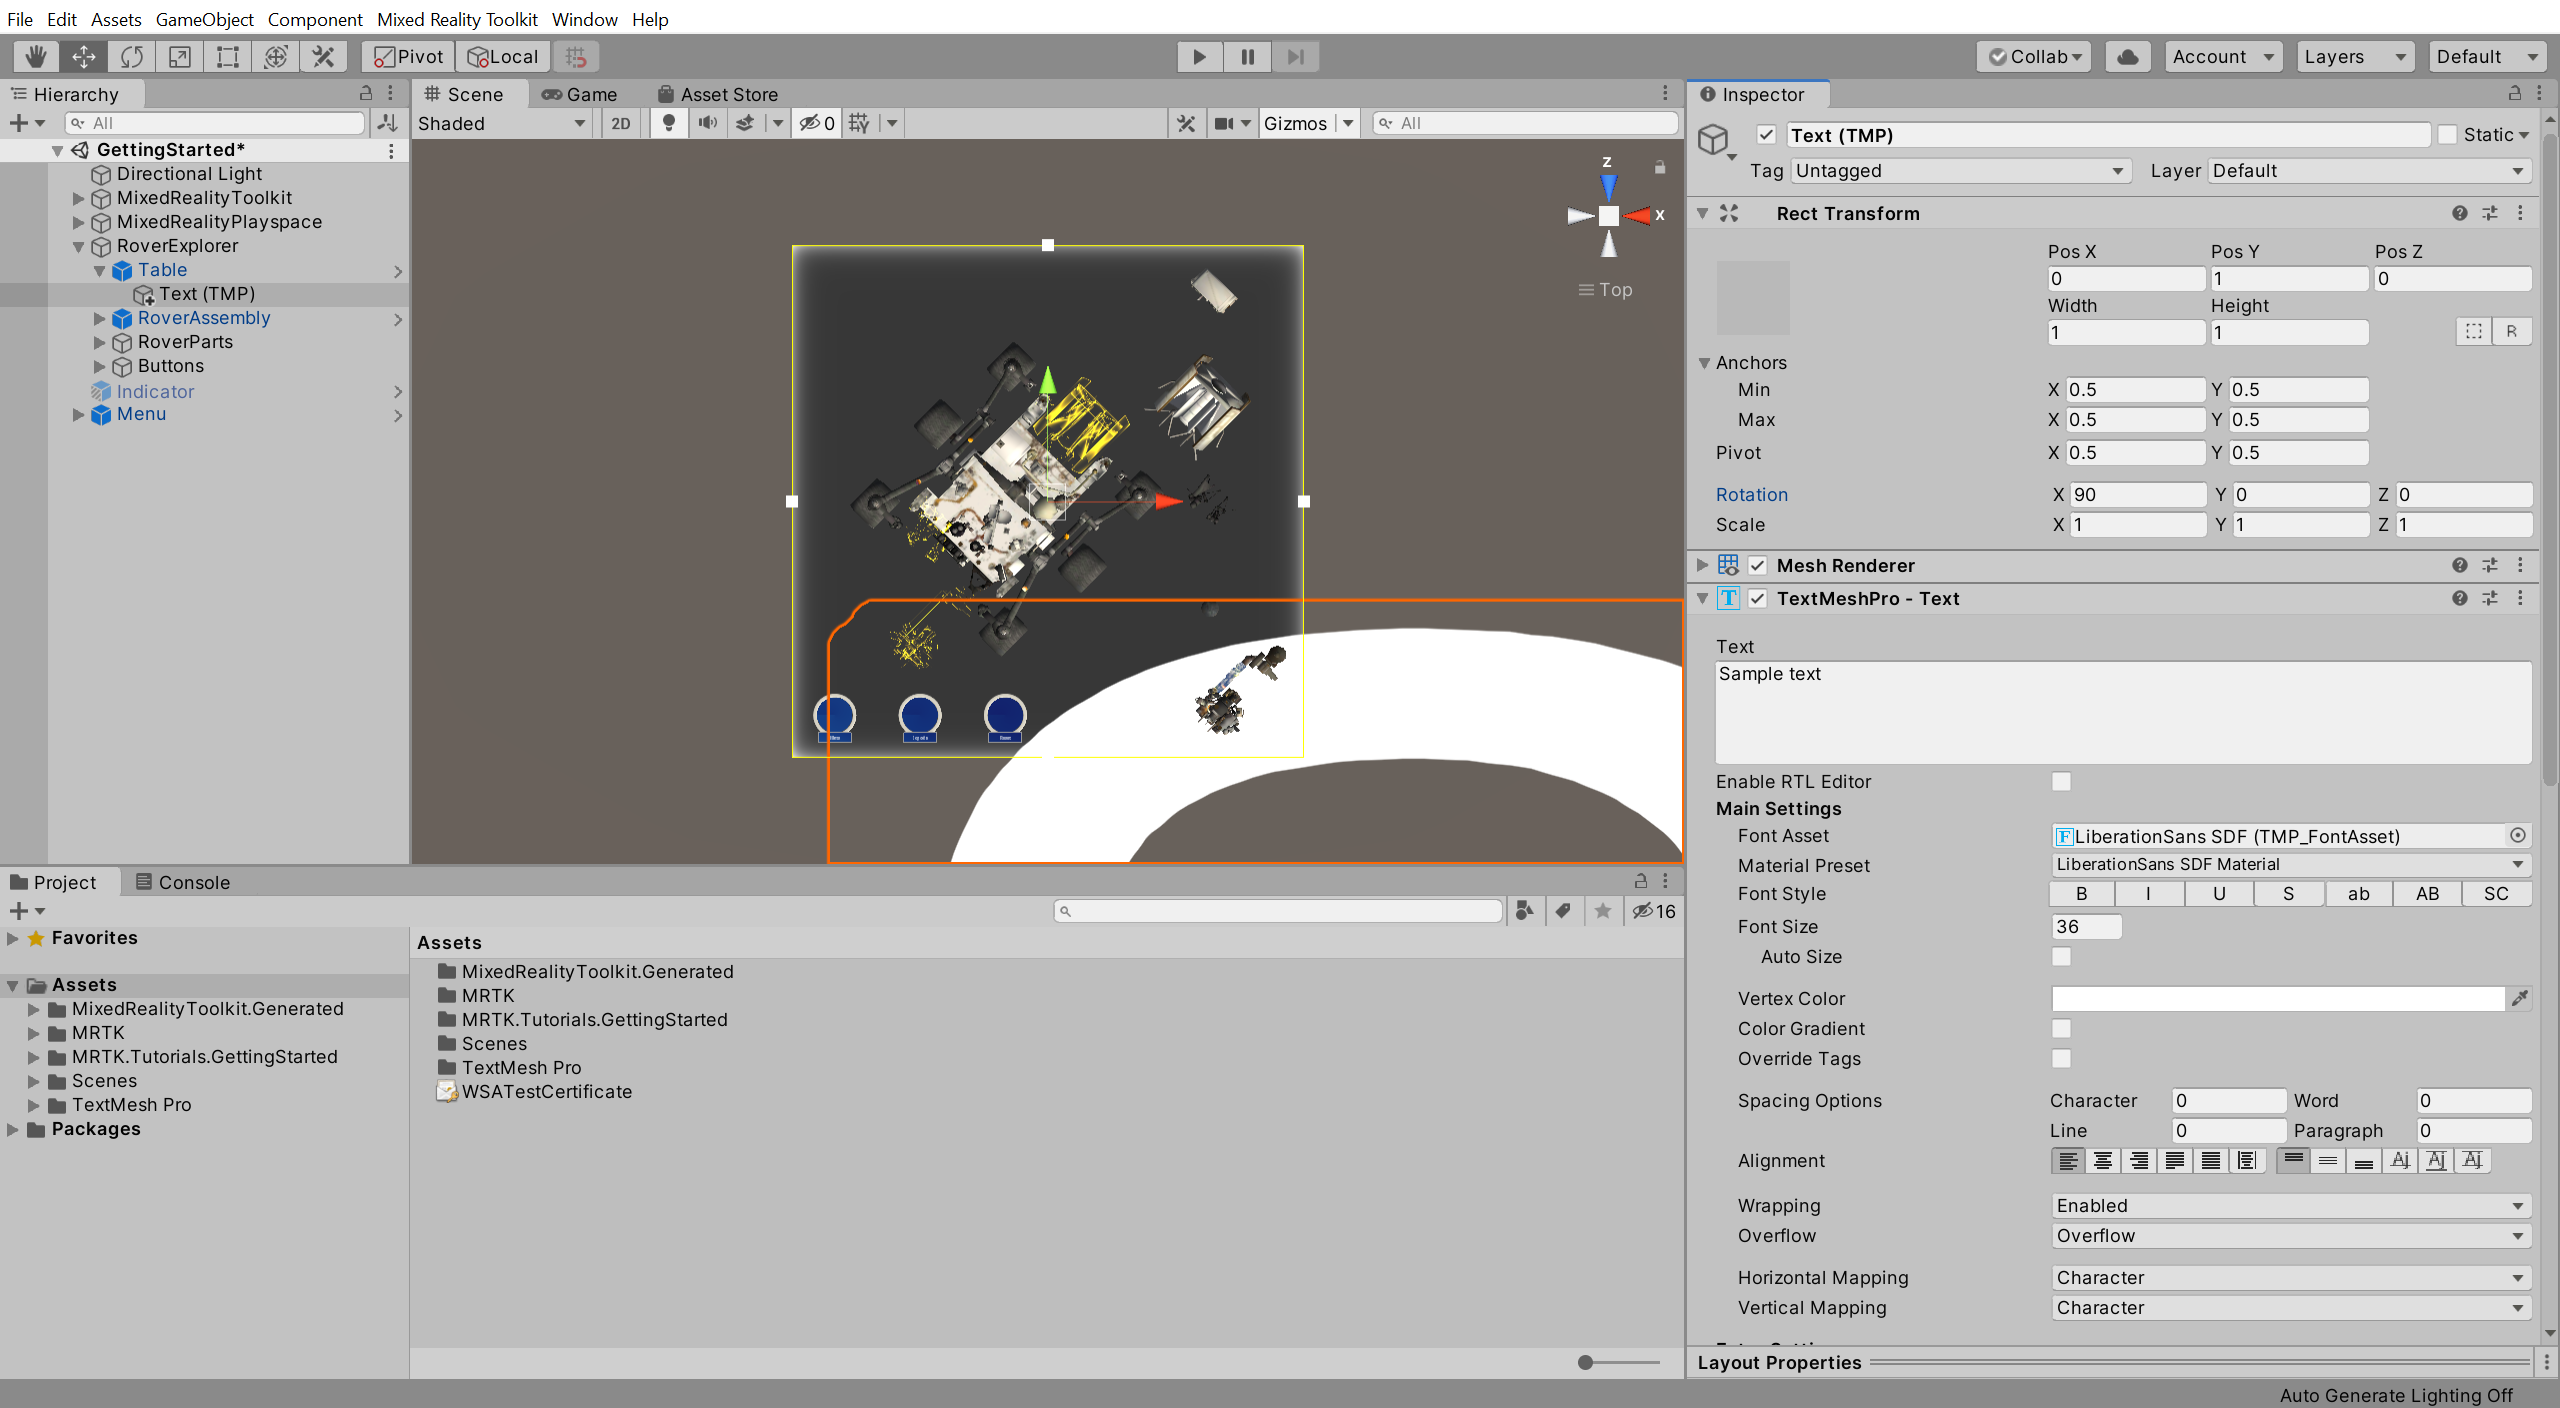 File Edit Assets GameObject Component Mixed Reality Toolkit Window Help
Pivot Local Collab Account Layers Default
Hierarchy
All
GettingStarted*
Directional Light
MixedRealityToolkit
MixedRealityPlayspace
RoverExplorer
Table
Text (TMP)
RoverAssembly
RoverParts
Buttons
Indicator
Menu
Scene Game Asset Store
Shaded 2D 0 Gizmos All
z
x
Top
Project Console
16
Favorites
Assets
MixedRealityToolkit.Generated
MRTK
MRTK.Tutorials.GettingStarted
Scenes
TextMesh Pro
Packages
Assets
MixedRealityToolkit.Generated
MRTK
MRTK.Tutorials.GettingStarted
Scenes
TextMesh Pro
WSATestCertificate
Inspector
Text (TMP) Static
Tag Untagged Layer Default
Rect Transform
Pos X Pos Y Pos Z
0 1 0
Width Height
1 1 R
Anchors
Min X 0.5 Y 0.5
Max X 0.5 Y 0.5
Pivot X 0.5 Y 0.5
Rotation X 90 Y 0 Z 0
Scale X 1 Y 1 Z 1
Mesh Renderer
TextMeshPro - Text
Text
Sample text
Enable RTL Editor
Main Settings
Font Asset F LiberationSans SDF (TMP_FontAsset)
Material Preset LiberationSans SDF Material
Font Style B I U S ab AB SC
Font Size 36
Auto Size
Vertex Color
Color Gradient
Override Tags
Spacing Options Character 0 Word 0
Line 0 Paragraph 0
Alignment
Wrapping Enabled
Overflow Overflow
Horizontal Mapping Character
Vertical Mapping Character
Layout Properties
Auto Generate Lighting Off